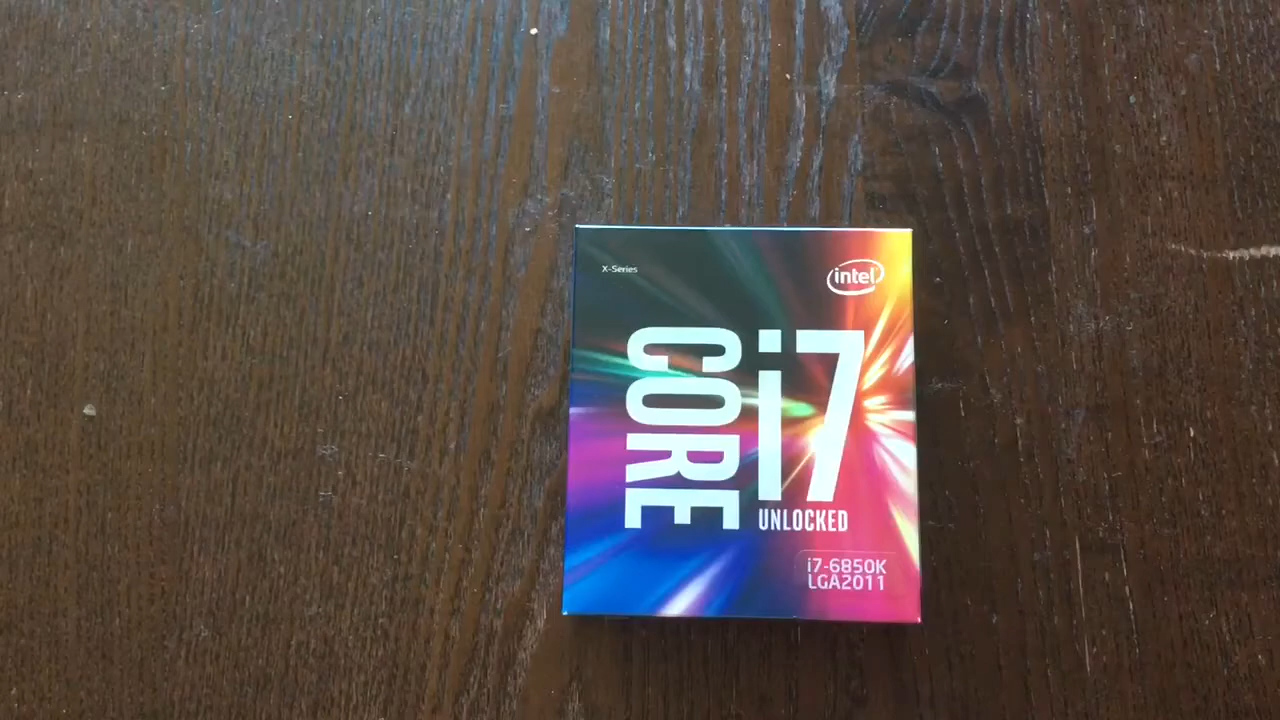 X-Series
intel
CORE
i7
UNLOCKED
i7-6850K
LGA2011